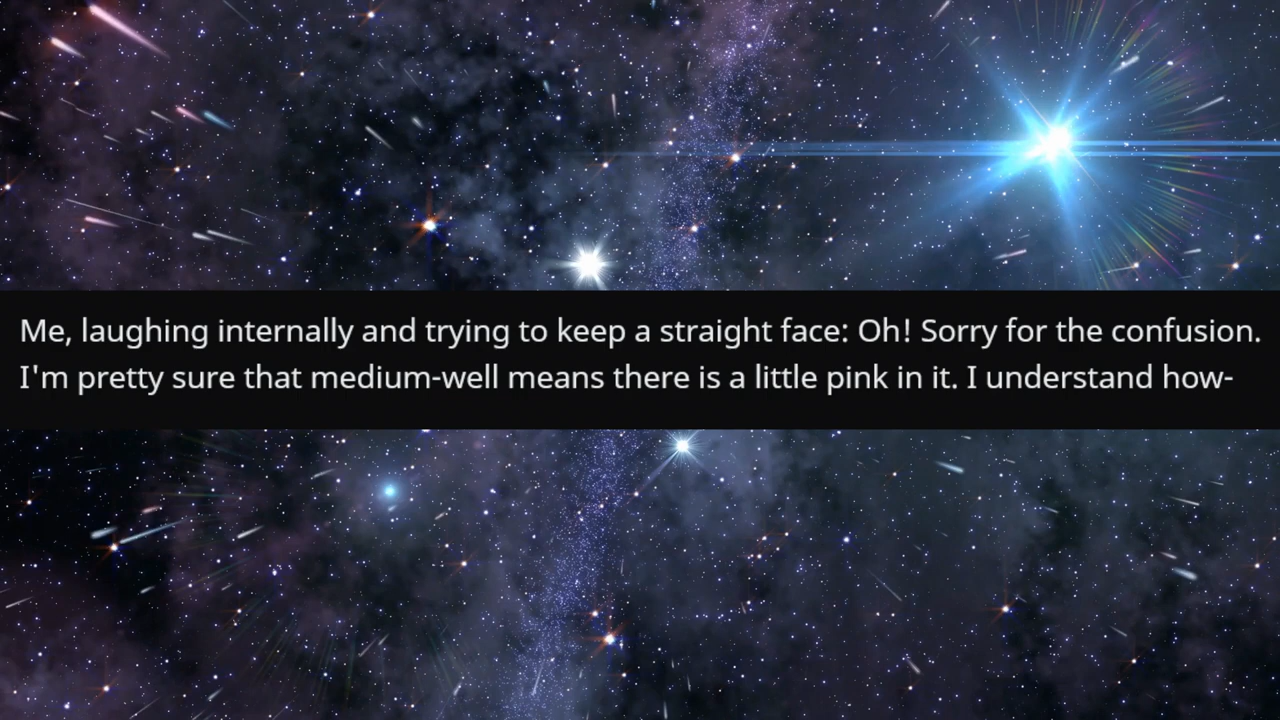 Me, laughing internally and trying to keep a straight face: Oh! Sorry for the confusion.
I'm pretty sure that medium-well means there is a little pink in it. I understand how-